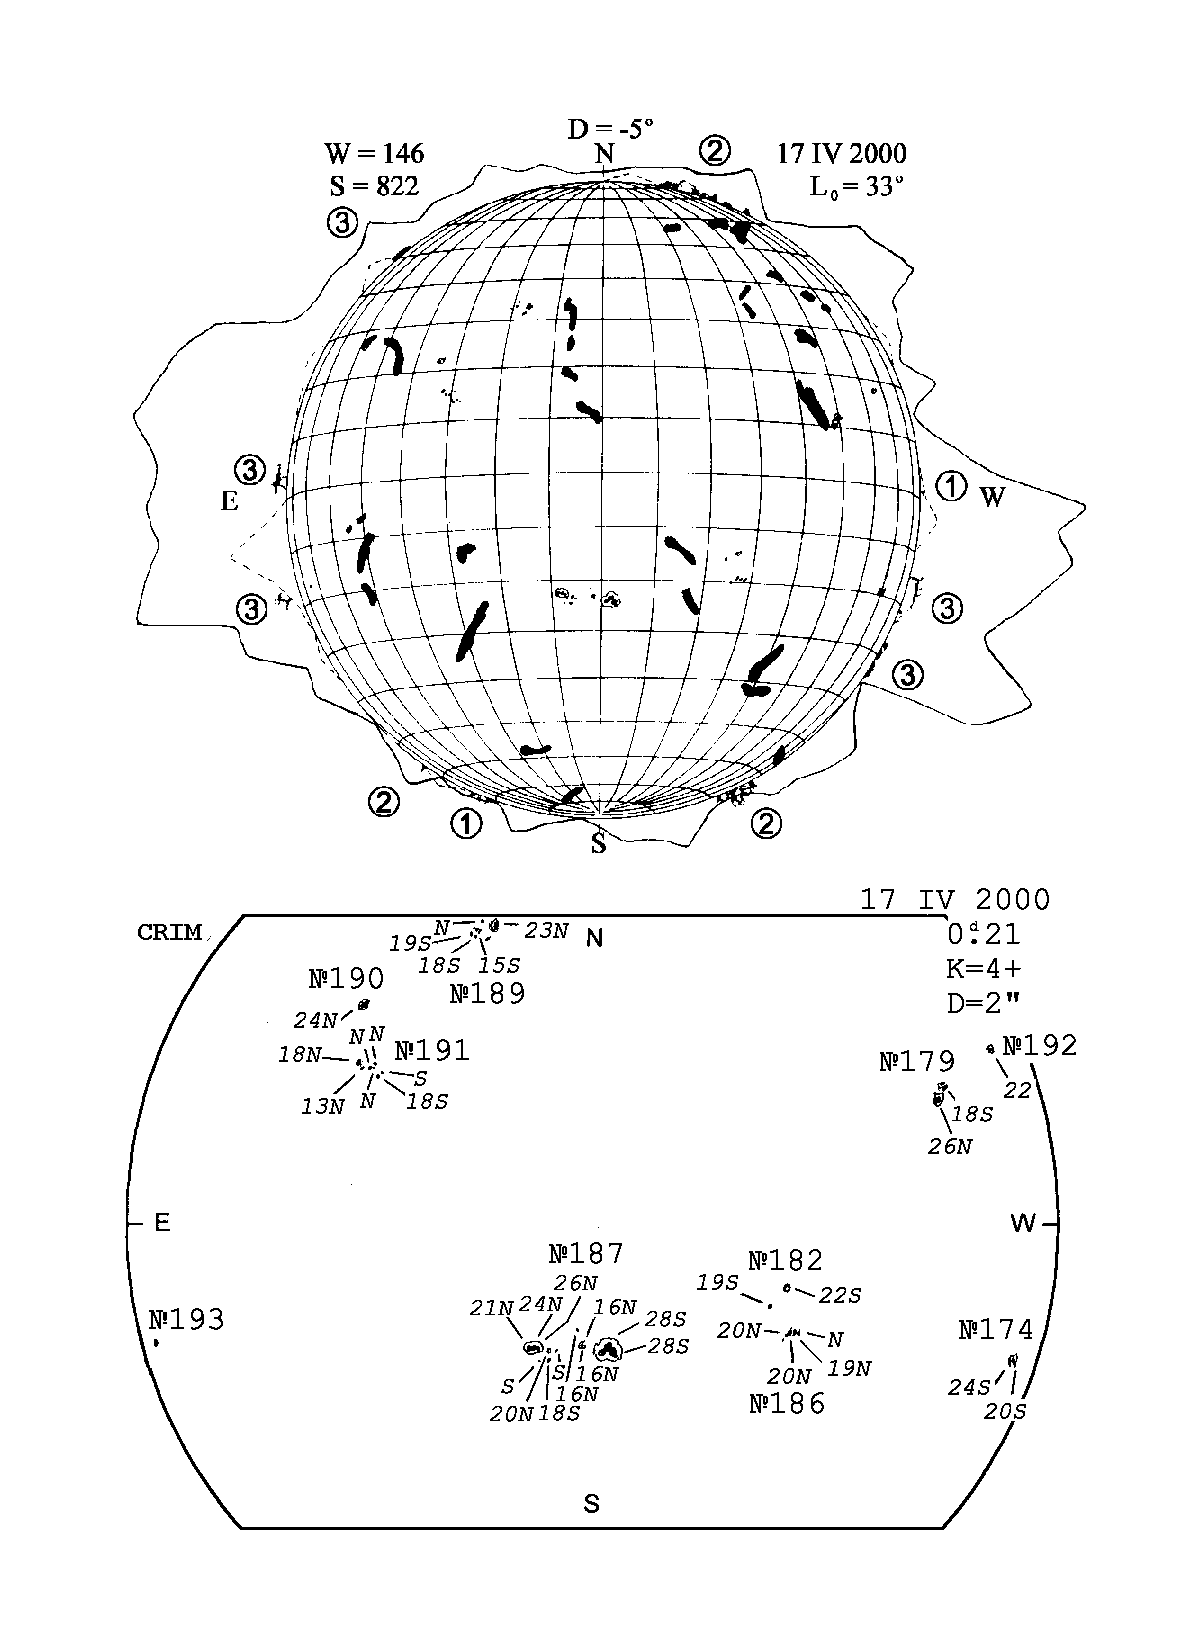 D = -5°
W = 146
N
②
17 IV 2000
S = 822
L₀ = 33°
③
③
E
①
W
③
③
③
②
①
②
S
17 IV 2000
CRIM
N
23N
N
0ᵈ.21
19S
18S 15S
K=4+
№190
№189
D=2"
24N
N N
18N
№191
№179
№192
S
22
13N
N
18S
18S
26N
E
W
№187
№182
26N
19S
22S
21N 24N
16N
28S
№193
20N
N
№174
28S
S
S
16N
20N
19N
24S
16N
20N
18S
№186
20S
S